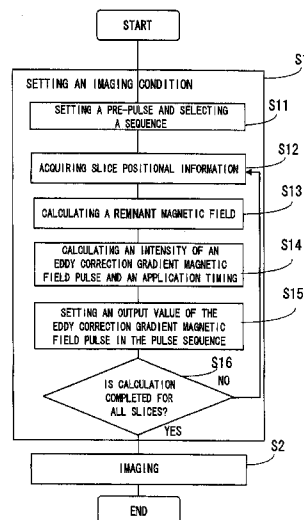 START
S1
SETTING AN IMAGING CONDITION
S11
SETTING A PRE-PULSE AND SELECTING
A SEQUENCE
S12
ACQUIRING SLICE POSITIONAL INFORMATION
S13
CALCULATING A REMNANT MAGNETIC FIELD
S14
CALCULATING AN INTENSITY OF AN
EDDY CORRECTION GRADIENT MAGNETIC
FIELD PULSE AND AN APPLICATION TIMING
S15
SETTING AN OUTPUT VALUE OF THE
EDDY CORRECTION GRADIENT MAGNETIC
FIELD PULSE IN THE PULSE SEQUENCE
S16
IS CALCULATION
COMPLETED FOR
ALL SLICES?
NO
YES
S2
IMAGING
END